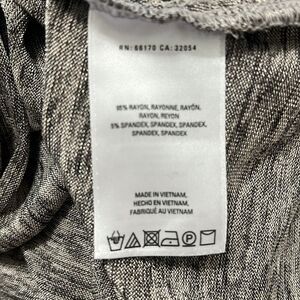 RN: 66170 CA: 32054
95% RAYON, RAYONNE, RAYÓN,
RAYON, REYON
5% SPANDEX, SPANDEX, SPANDEX,
SPANDEX, SPANDEX
MADE IN VIETNAM,
HECHO EN VIETNAM,
FABRIQUÉ AU VIETNAM